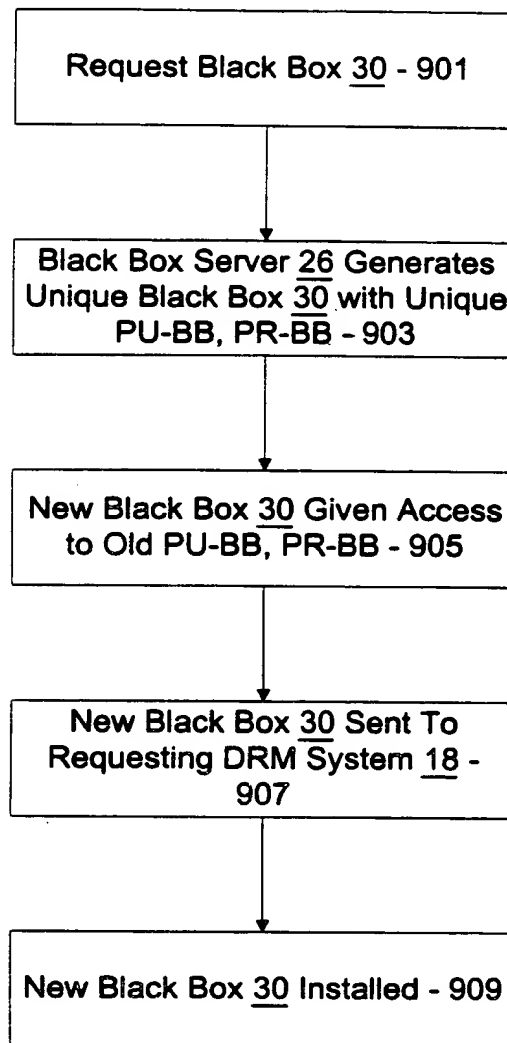 Request Black Box 30 - 901
Black Box Server 26 Generates
Unique Black Box 30 with Unique
PU-BB, PR-BB - 903
New Black Box 30 Given Access
to Old PU-BB, PR-BB - 905
New Black Box 30 Sent To
Requesting DRM System 18 -
907
New Black Box 30 Installed - 909